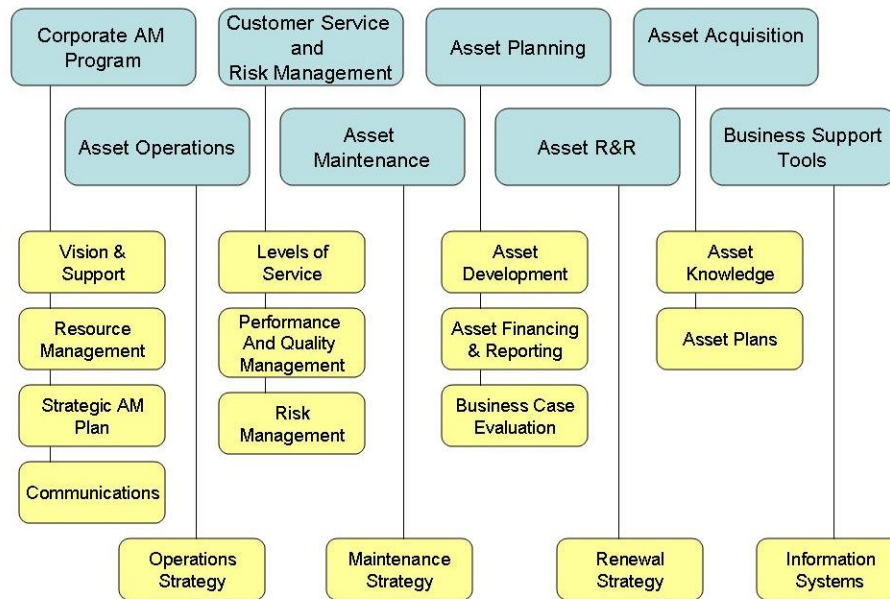 Corporate AM
Program
Customer Service
and
Risk Management
Asset Planning
Asset Acquisition
Asset Operations
Asset
Maintenance
Asset R&R
Business Support
Tools
Vision &
Support
Levels of
Service
Asset
Development
Asset
Knowledge
Resource
Management
Performance
And Quality
Management
Asset Financing
& Reporting
Asset Plans
Strategic AM
Plan
Risk
Management
Business Case
Evaluation
Communications
Operations
Strategy
Maintenance
Strategy
Renewal
Strategy
Information
Systems